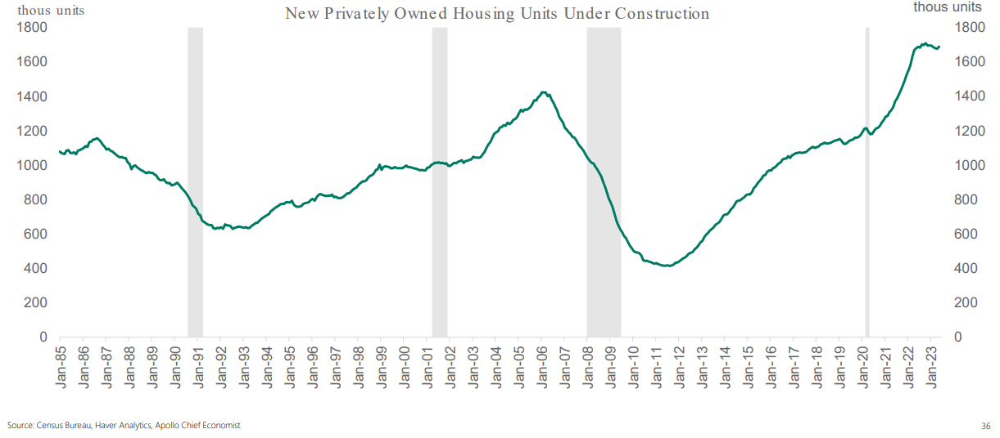 thous units
New Privately Owned Housing Units Under Construction
thous units
1800
1600
1400
1200
1000
800
600
400
200
0
1800
1600
1400
1200
1000
800
600
400
200
0
Jan-85
Jan-86
Jan-87
Jan-88
Jan-89
Jan-90
Jan-91
Jan-92
Jan-93
Jan-94
Jan-95
Jan-96
Jan-97
Jan-98
Jan-99
Jan-00
Jan-01
Jan-02
Jan-03
Jan-04
Jan-05
Jan-06
Jan-07
Jan-08
Jan-09
Jan-10
Jan-11
Jan-12
Jan-13
Jan-14
Jan-15
Jan-16
Jan-17
Jan-18
Jan-19
Jan-20
Jan-21
Jan-22
Jan-23
Source: Census Bureau, Haver Analytics, Apollo Chief Economist
36